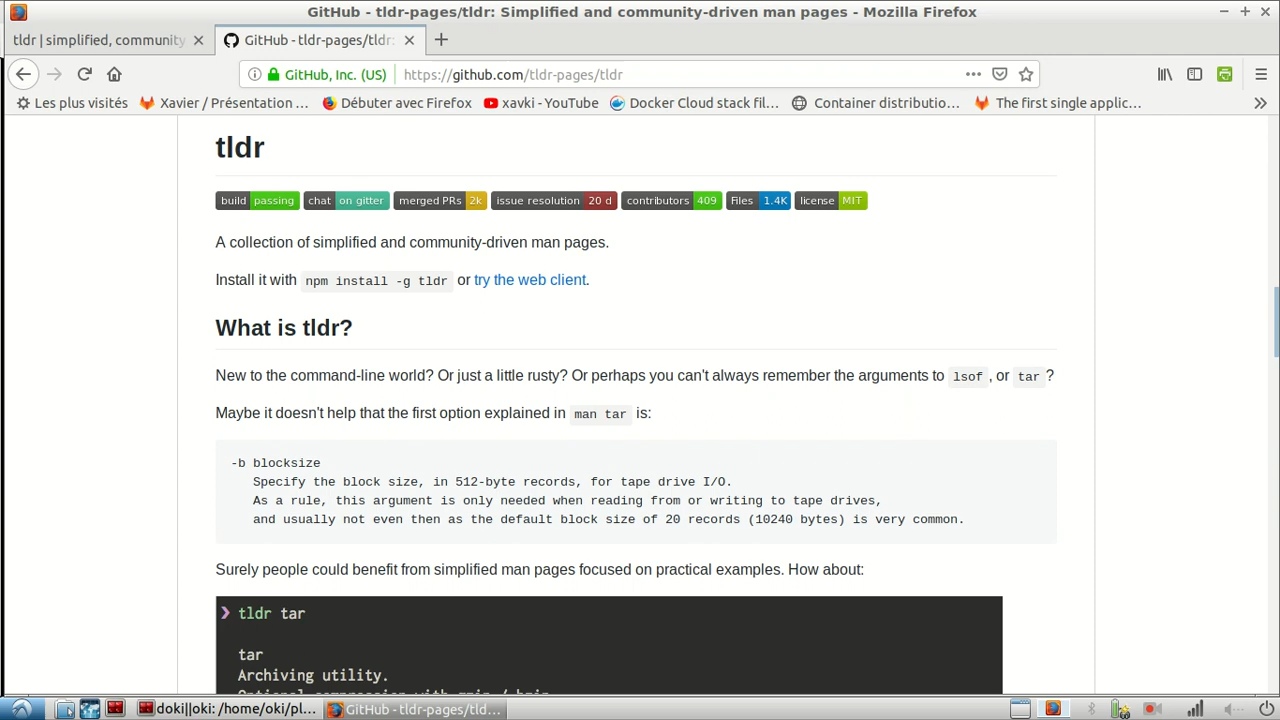 GitHub - tldr-pages/tldr: Simplified and community-driven man pages - Mozilla Firefox
tldr | simplified, community
GitHub - tldr-pages/tldr:
GitHub, Inc. (US)
https://github.com/tldr-pages/tldr
Les plus visités
Xavier / Présentation ...
Débuter avec Firefox
xavki - YouTube
Docker Cloud stack fil...
Container distributio...
The first single applic...
tldr
build passing chat on gitter merged PRs 2k issue resolution 20 d contributors 409 Files 1.4K license MIT
A collection of simplified and community-driven man pages.
Install it with npm install -g tldr or try the web client.
What is tldr?
New to the command-line world? Or just a little rusty? Or perhaps you can't always remember the arguments to lsof , or tar ?
Maybe it doesn't help that the first option explained in man tar is:
-b blocksize
Specify the block size, in 512-byte records, for tape drive I/O.
As a rule, this argument is only needed when reading from or writing to tape drives,
and usually not even then as the default block size of 20 records (10240 bytes) is very common.
Surely people could benefit from simplified man pages focused on practical examples. How about:
❯ tldr tar
tar
Archiving utility.
Optional compression with gzip / bzip
doki||oki: /home/oki/pl...
GitHub - tldr-pages/tld...